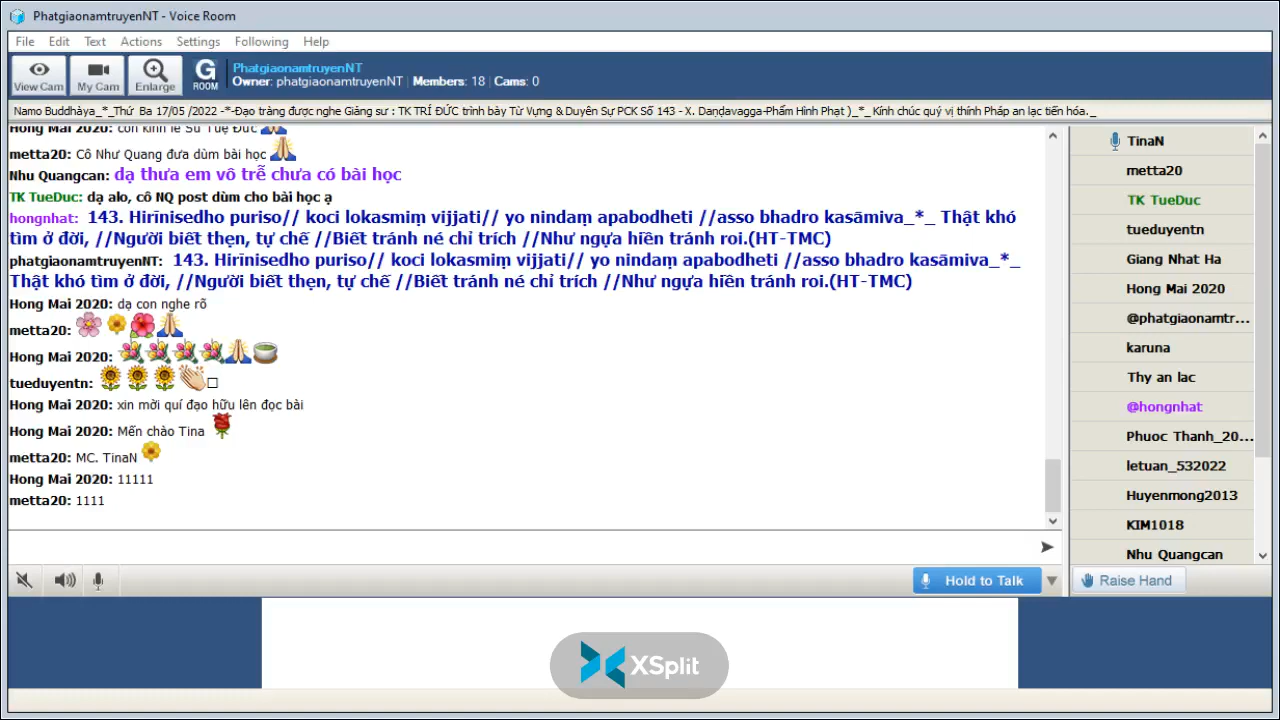 PhatgiaonamtruyenNT - Voice Room
File Edit Text Actions Settings Following Help
View Cam My Cam Enlarge G ROOM PhatgiaonamtruyenNT
Owner: phatgiaonamtruyenNT | Members: 18 | Cams: 0
Namo Buddhàya_*_Thứ Ba 17/05 /2022 -*-Đạo tràng được nghe Giảng sư : TK TRÍ ĐỨC trình bày Từ Vựng & Duyên Sự PCK Số 143 - X. Daṇḍavagga-Phẩm Hình Phạt )_*_ Kính chúc quý vị thính Pháp an lạc tiến hóa._
Hong Mai 2020: con kính lễ Sư Tuệ Đức
metta20: Cô Như Quang đưa dùm bài học
Nhu Quangcan: dạ thưa em vô trễ chưa có bài học
TK TueDuc: dạ alo, cô NQ post dùm cho bài học ạ
hongnhat: 143. Hirīnisedho puriso// koci lokasmiṃ vijjati// yo nindaṃ apabodheti //asso bhadro kasāmiva_*_ Thật khó
tìm ở đời, //Người biết thẹn, tự chế //Biết tránh né chỉ trích //Như ngựa hiền tránh roi.(HT-TMC)
phatgiaonamtruyenNT: 143. Hirīnisedho puriso// koci lokasmiṃ vijjati// yo nindaṃ apabodheti //asso bhadro kasāmiva_*_
Thật khó tìm ở đời, //Người biết thẹn, tự chế //Biết tránh né chỉ trích //Như ngựa hiền tránh roi.(HT-TMC)
Hong Mai 2020: dạ con nghe rõ
metta20:
Hong Mai 2020:
tueduyentn:
Hong Mai 2020: xin mời quí đạo hữu lên đọc bài
Hong Mai 2020: Mến chào Tina
metta20: MC. TinaN
Hong Mai 2020: 11111
metta20: 1111
TinaN
metta20
TK TueDuc
tueduyentn
Giang Nhat Ha
Hong Mai 2020
@phatgiaonamtr...
karuna
Thy an lac
@hongnhat
Phuoc Thanh_20...
letuan_532022
Huyenmong2013
KIM1018
Nhu Quangcan
Hold to Talk
Raise Hand
XSplit